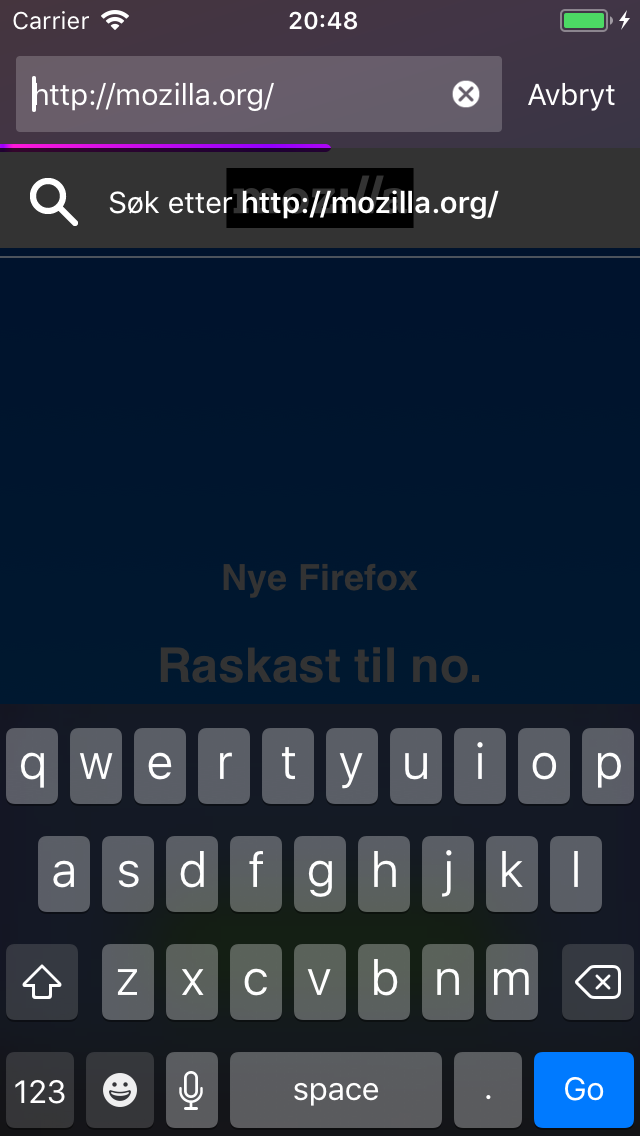 Carrier 20:48
http://mozilla.org/ Avbryt
mozilla
Søk etter http://mozilla.org/
Nye Firefox
Raskast til no.
q w e r t y u i o p
a s d f g h j k l
z x c v b n m
123 space . Go